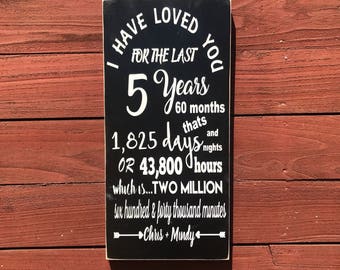 I HAVE LOVED YOU
FOR THE LAST
5 Years
60 months
thats
1,825 days and nights
OR 43,800 hours
which is...TWO MILLION
six hundred & forty thousand minutes
Chris + Mindy